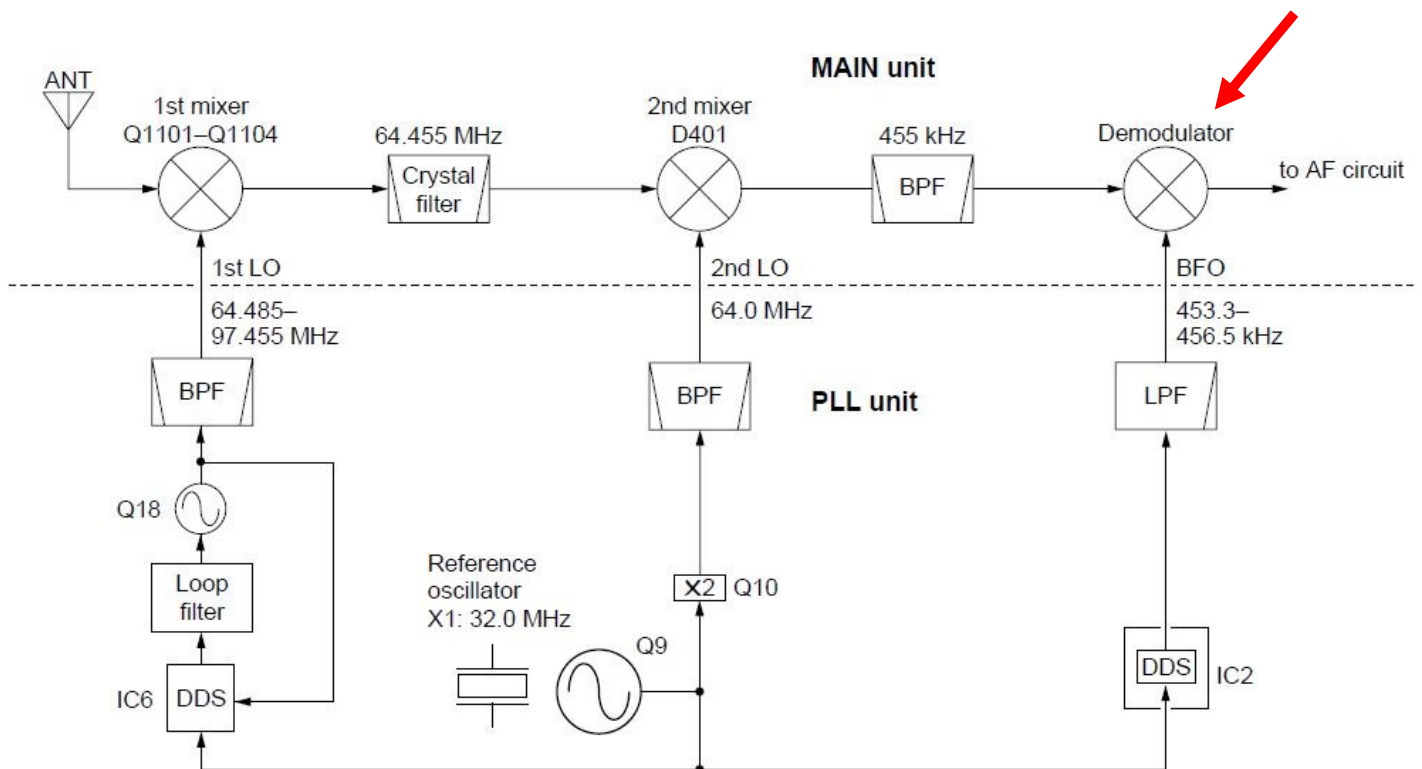 MAIN unit
ANT
1st mixer
Q1101–Q1104
2nd mixer
D401
Demodulator
64.455 MHz
Crystal
filter
455 kHz
BPF
to AF circuit
1st LO
2nd LO
BFO
64.485–
97.455 MHz
64.0 MHz
453.3–
456.5 kHz
BPF
BPF
PLL unit
LPF
Q18
Loop
filter
Reference
oscillator
X1: 32.0 MHz
X2
Q10
Q9
IC6
DDS
DDS
IC2